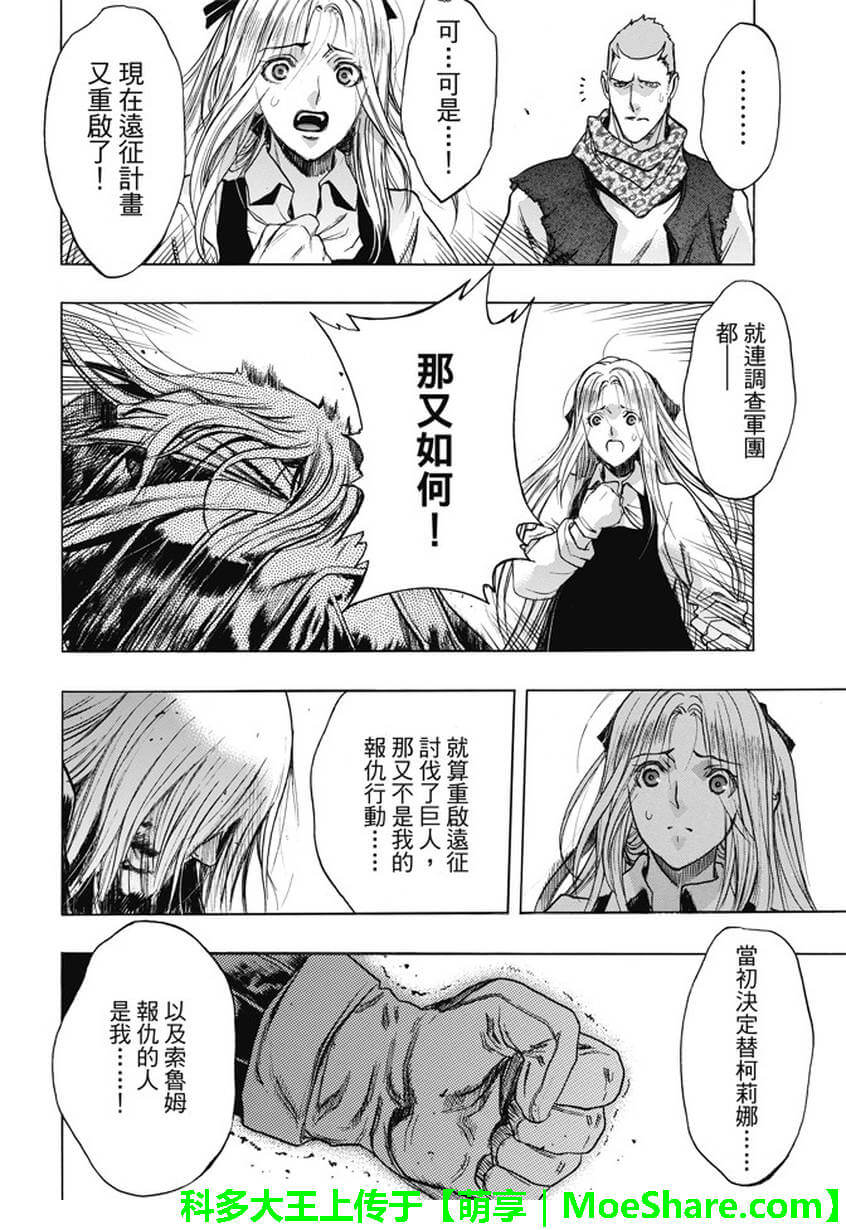 ………
可…可是…！
現在遠征計畫
又重啟了！
就連調查軍團
都——
那又如何！
就算重啟遠征
討伐了巨人，
那又不是我的
報仇行動……
當初決定替柯莉娜……
以及索魯姆
報仇的人
是我……！
科多大王上传于【萌享｜MoeShare.com】